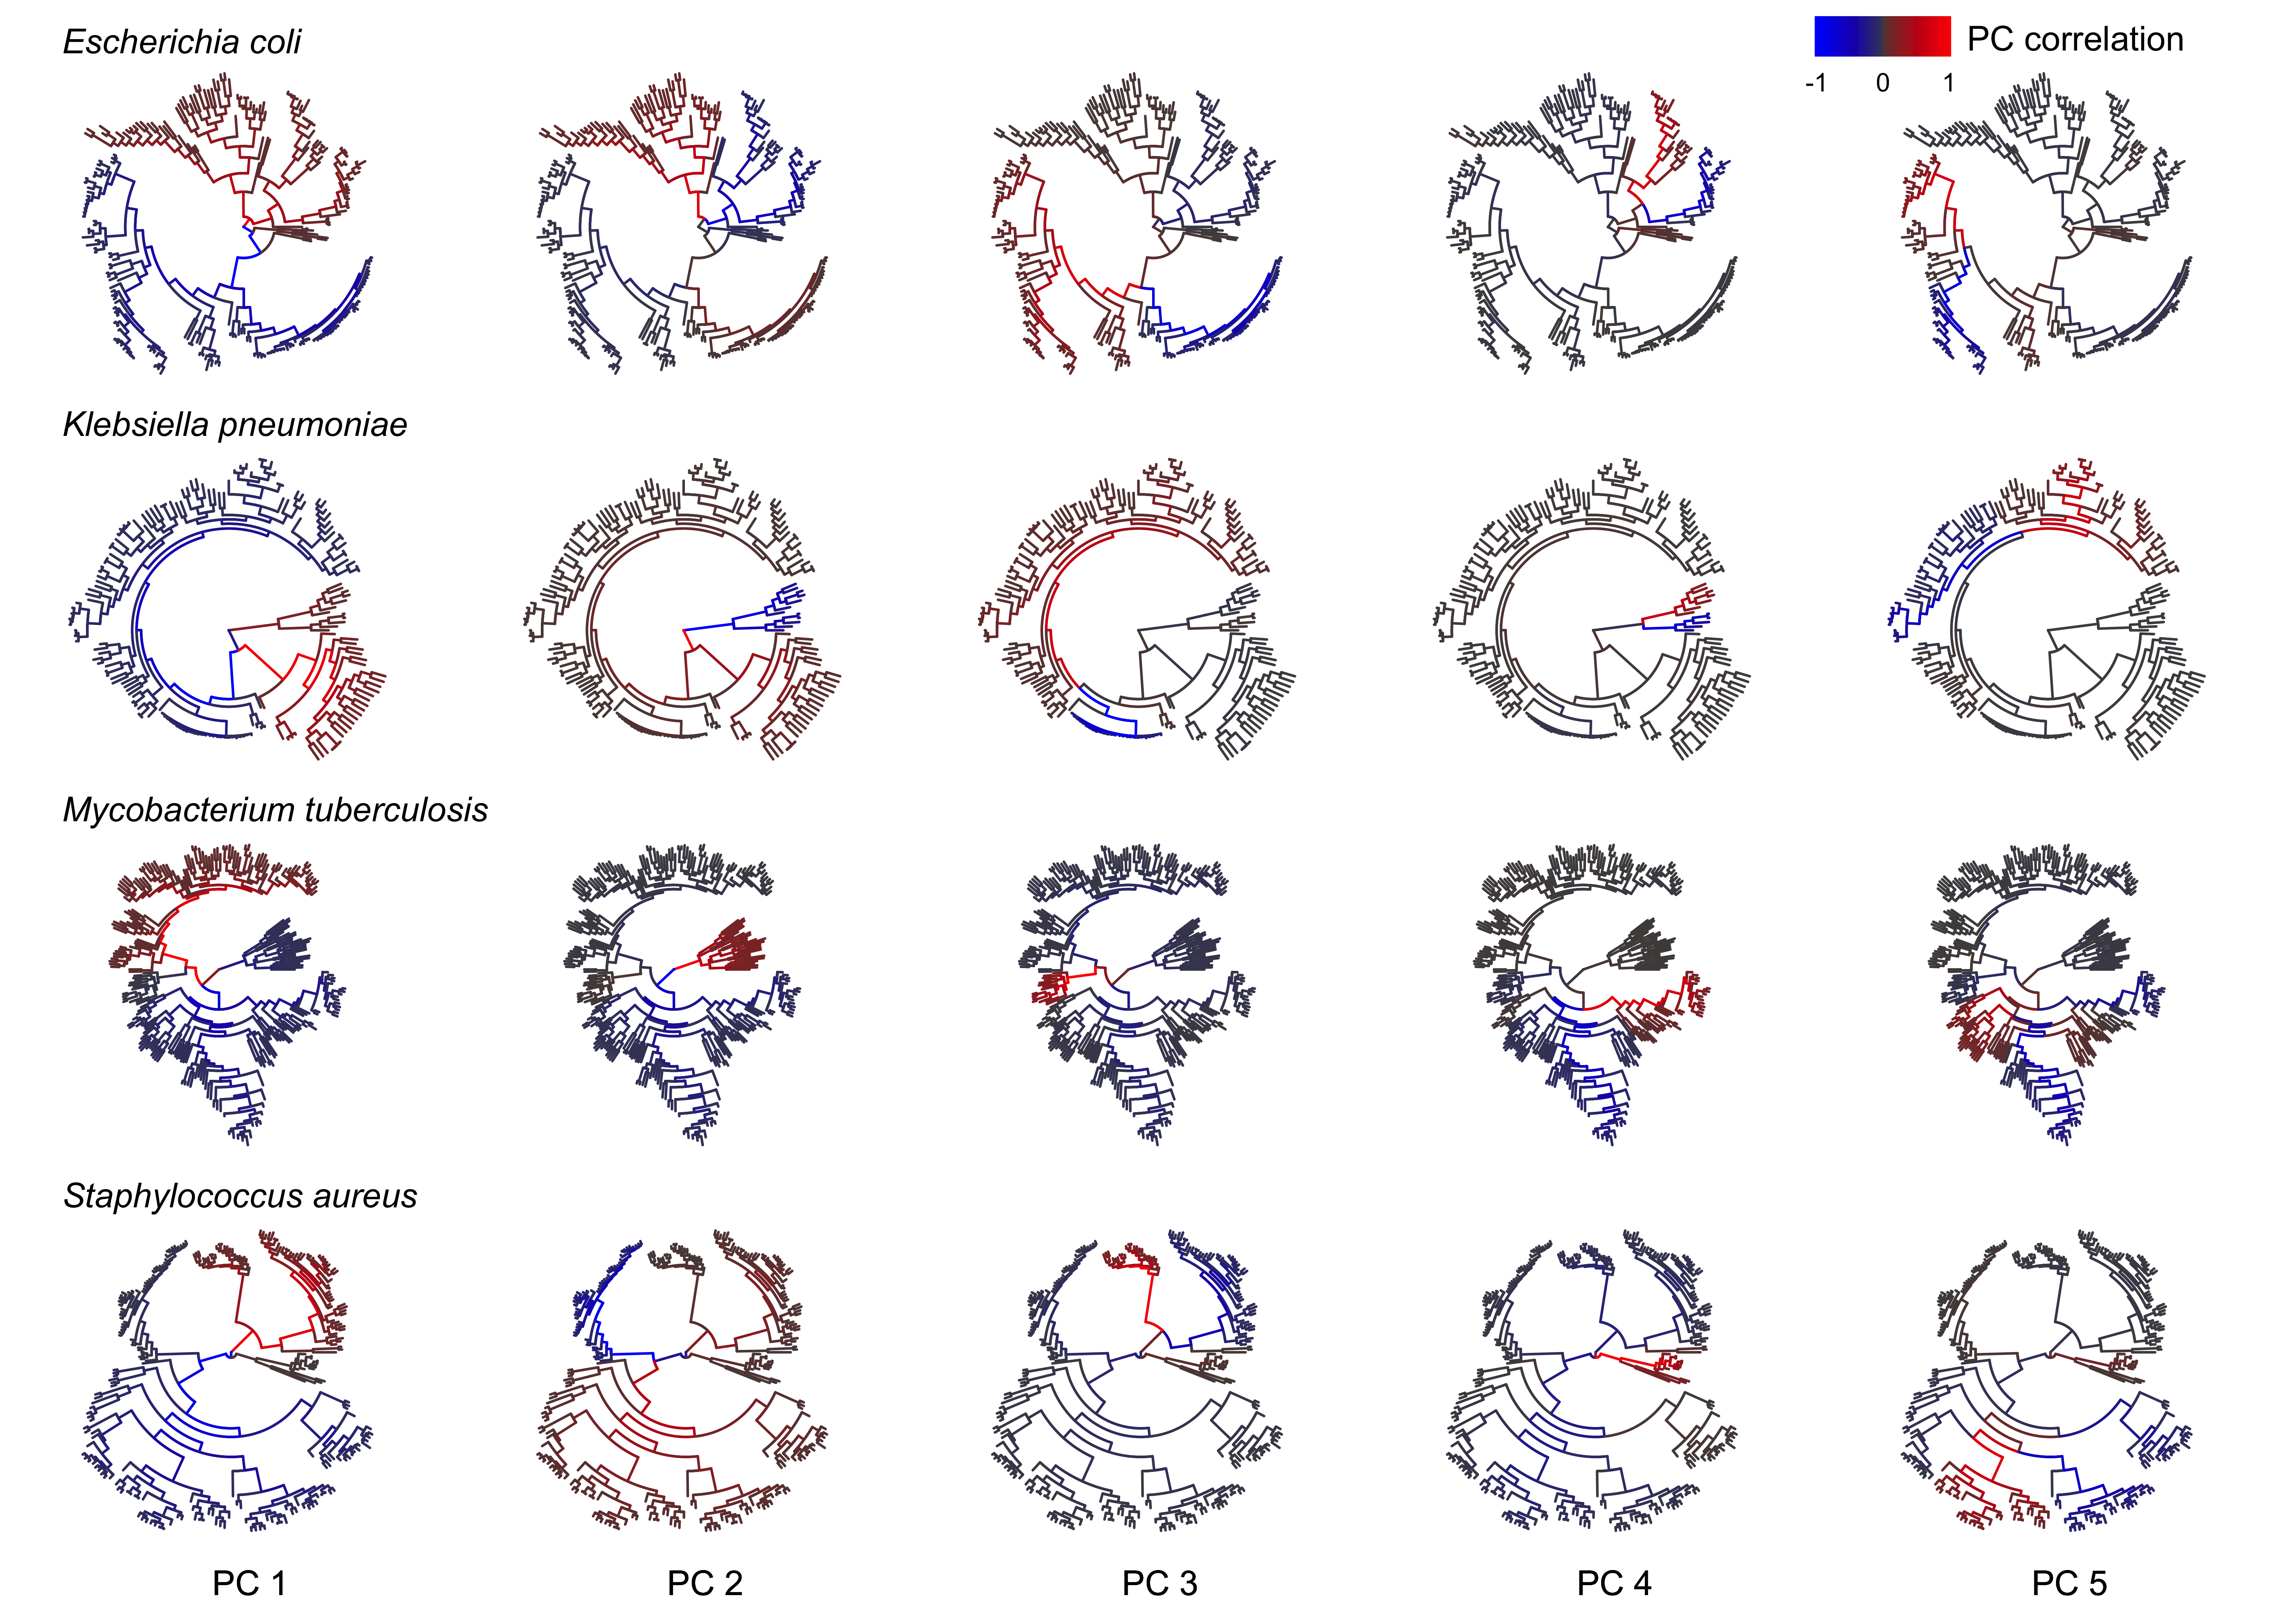 Escherichia coli
PC correlation
-1 0 1
Klebsiella pneumoniae
Mycobacterium tuberculosis
Staphylococcus aureus
PC 1 PC 2 PC 3 PC 4 PC 5